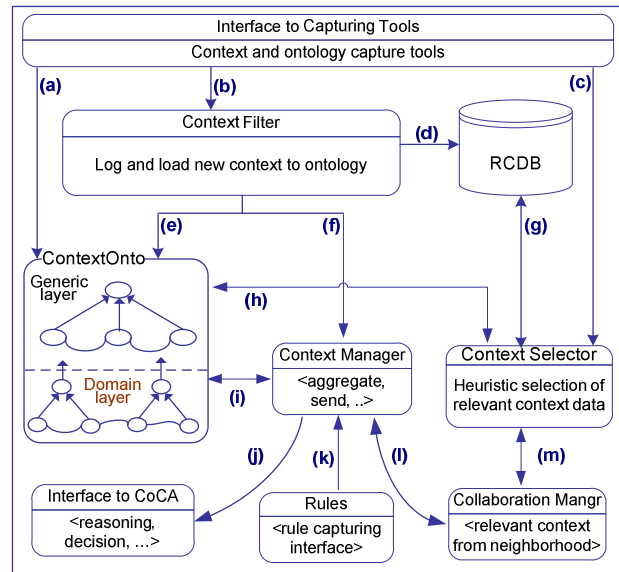 Interface to Capturing Tools
Context and ontology capture tools
(a)
(b)
(c)
Context Filter
Log and load new context to ontology
(d)
RCDB
(e)
(f)
(g)
ContextOnto
Generic
layer
(h)
Domain
layer
(i)
Context Manager
<aggregate,
send, ..>
Context Selector
Heuristic selection of
relevant context data
(j)
(k)
(l)
(m)
Interface to CoCA
<reasoning,
decision, ...>
Rules
<rule capturing
interface>
Collaboration Mangr
<relevant context
from neighborhood>